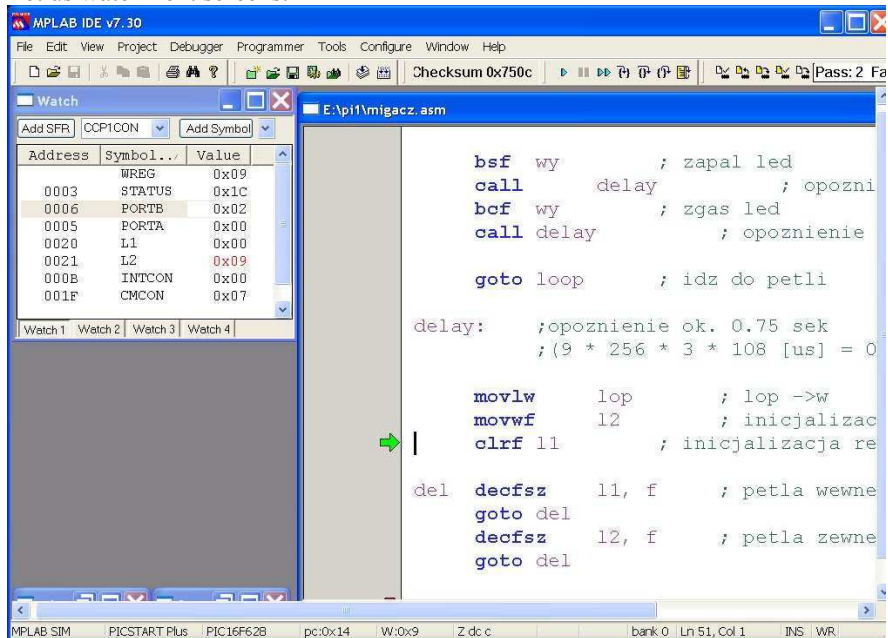 MPLAB IDE v7.30
File Edit View Project Debugger Programmer Tools Configure Window Help
Checksum 0x750c Pass: 2 Fa
Watch
Add SFR CCP1CON Add Symbol
Address Symbol... Value
WREG 0x09
0003 STATUS 0x1C
0006 PORTB 0x02
0005 PORTA 0x00
0020 L1 0x00
0021 L2 0x09
000B INTCON 0x00
001F CMCON 0x07
Watch 1 Watch 2 Watch 3 Watch 4
E:\pi1\migacz.asm
bsf wy ; zapal led
call delay ; opozni
bcf wy ; zgas led
call delay ; opoznienie
goto loop ; idz do petli
delay: ;opoznienie ok. 0.75 sek
;(9 * 256 * 3 * 108 [us] = 0
movlw lop ; lop ->w
movwf l2 ; inicjalizac
clrf l1 ; inicjalizacja re
del decfsz l1, f ; petla wewne
goto del
decfsz l2, f ; petla zewne
goto del
MPLAB SIM PICSTART Plus PIC16F628 pc:0x14 W:0x9 Z dc c bank 0 Ln 51, Col 1 INS WR